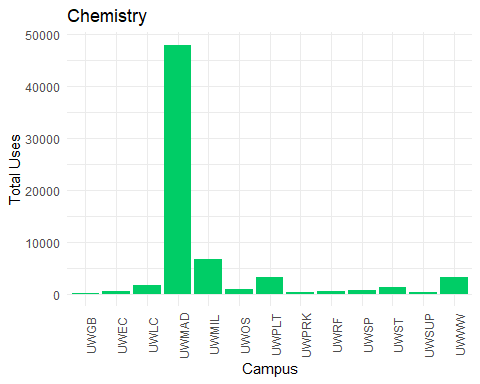 Chemistry
50000
40000
30000
20000
10000
0
Total Uses
UWGB
UWEC
UWLC
UWMAD
UWMIL
UWOS
UWPLT
UWPRK
UWRF
UWSP
UWST
UWSUP
UWWW
Campus